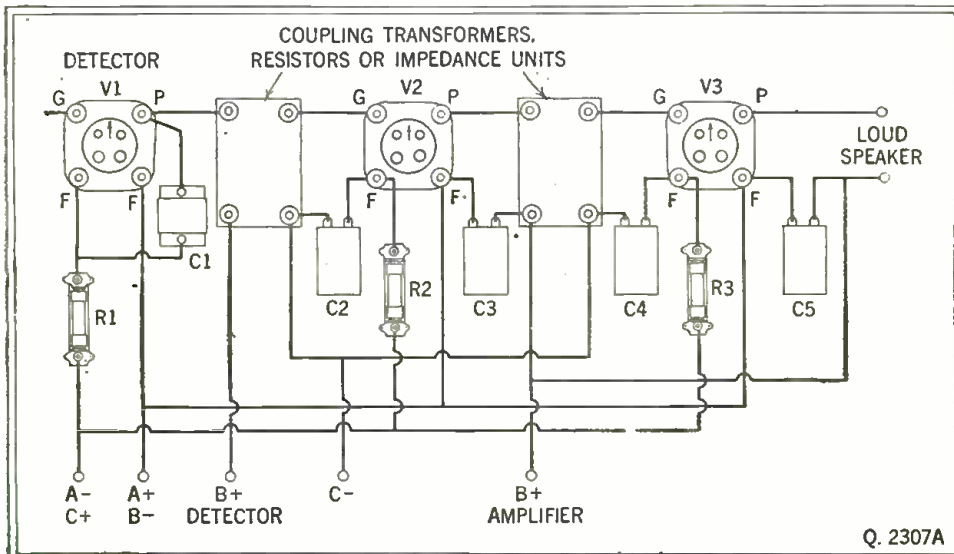 COUPLING TRANSFORMERS,
RESISTORS OR IMPEDANCE UNITS
DETECTOR
V1
G
P
F
F
C1
R1
V2
G
P
F
F
C2
R2
C3
V3
G
P
F
F
C4
R3
C5
LOUD
SPEAKER
A- 
C+
A+
B-
B+
DETECTOR
C-
B+
AMPLIFIER
Q. 2307A